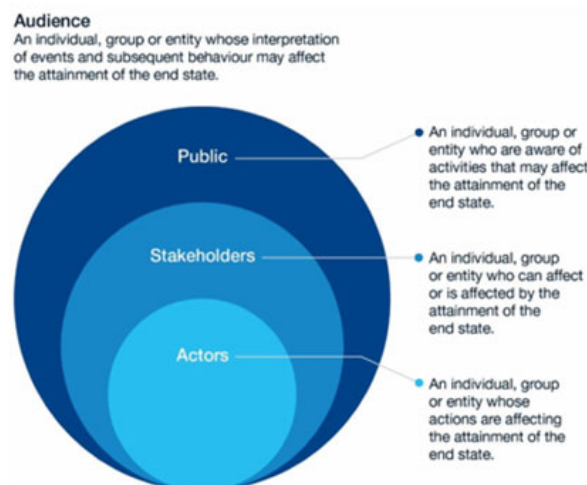 Audience
An individual, group or entity whose interpretation
of events and subsequent behaviour may affect
the attainment of the end state.
Public
An individual, group or
entity who are aware of
activities that may affect
the attainment of the
end state.
Stakeholders
An individual, group
or entity who can affect
or is affected by the
attainment of the
end state.
Actors
An individual, group
or entity whose
actions are affecting
the attainment of the
end state.